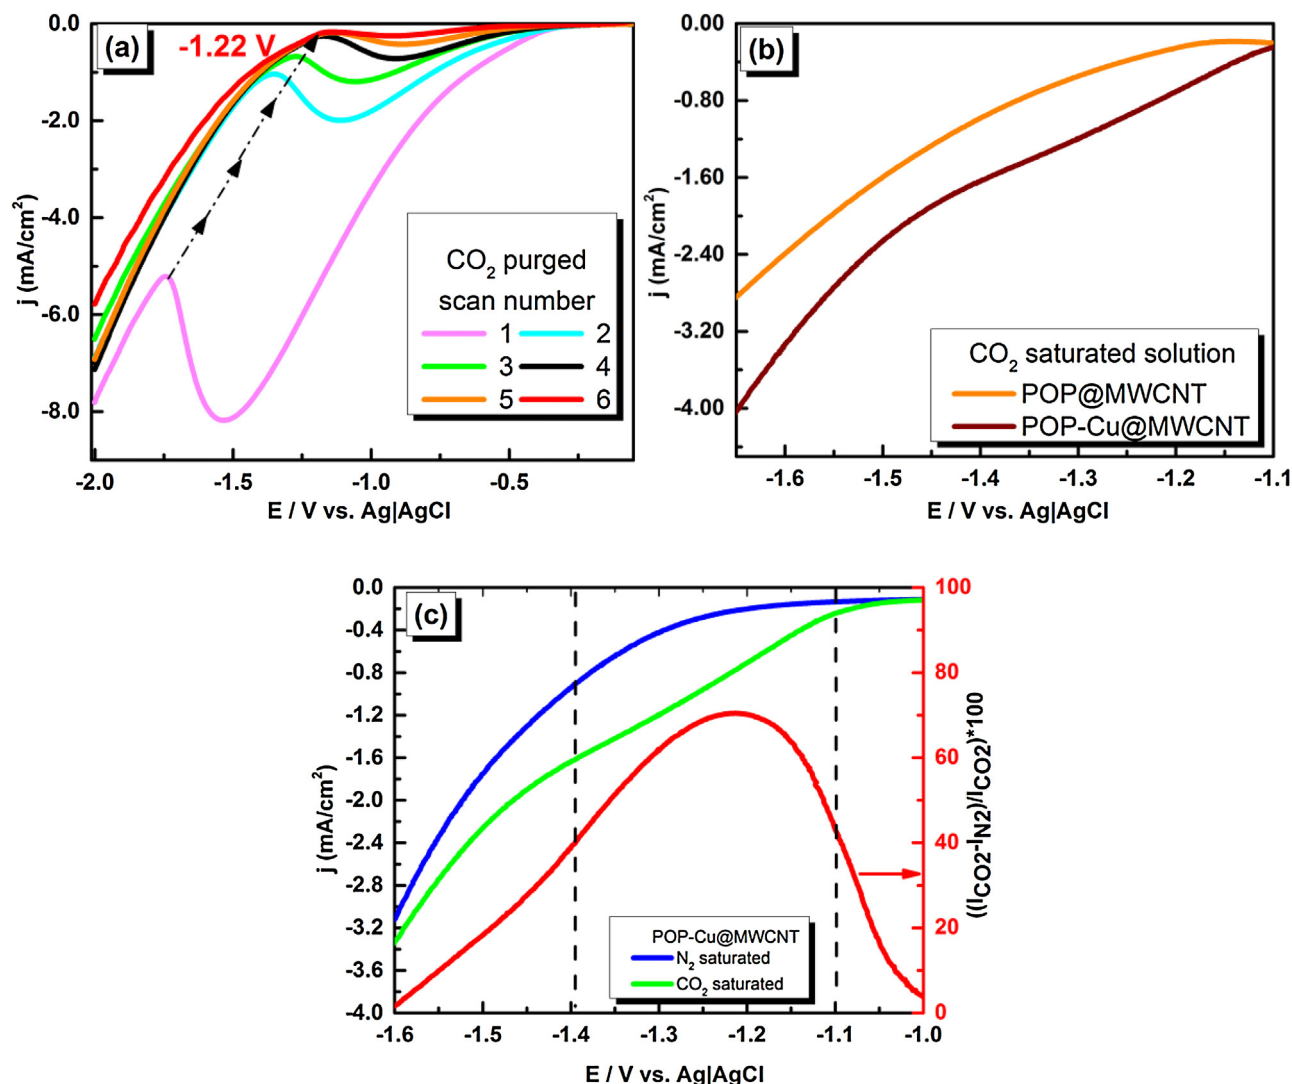 (a)
-1.22 V
0.0
-2.0
-4.0
-6.0
-8.0
j (mA/cm²)
CO₂ purged
scan number
1 2
3 4
5 6
-2.0 -1.5 -1.0 -0.5
E / V vs. Ag|AgCl
(b)
0.00
-0.80
-1.60
-2.40
-3.20
-4.00
j (mA/cm²)
CO₂ saturated solution
POP@MWCNT
POP-Cu@MWCNT
-1.6 -1.5 -1.4 -1.3 -1.2 -1.1
E / V vs. Ag|AgCl
(c)
0.0
-0.4
-0.8
-1.2
-1.6
-2.0
-2.4
-2.8
-3.2
-3.6
-4.0
j (mA/cm²)
POP-Cu@MWCNT
N₂ saturated
CO₂ saturated
100
80
60
40
20
0
((ICO2-IN2)/ICO2)*100
-1.6 -1.5 -1.4 -1.3 -1.2 -1.1 -1.0
E / V vs. Ag|AgCl